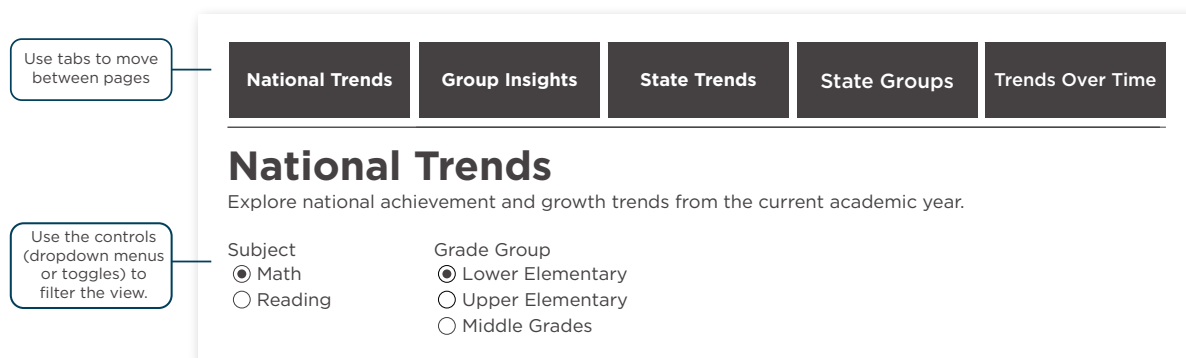 Use tabs to move
between pages
National Trends
Group Insights
State Trends
State Groups
Trends Over Time
National Trends
Explore national achievement and growth trends from the current academic year.
Use the controls
(dropdown menus
or toggles) to
filter the view.
Subject
Math
Reading
Grade Group
Lower Elementary
Upper Elementary
Middle Grades